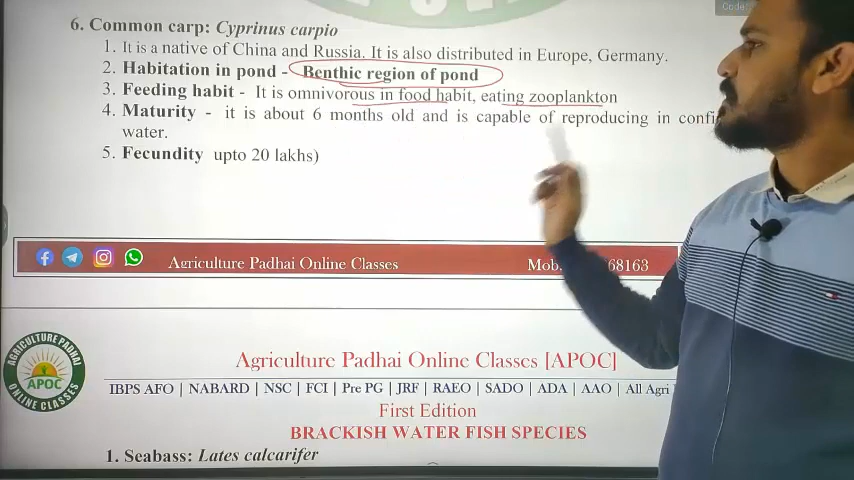 6. Common carp: Cyprinus carpio
1. It is a native of China and Russia. It is also distributed in Europe, Germany.
2. Habitation in pond - Benthic region of pond
3. Feeding habit - It is omnivorous in food habit, eating zooplankton
4. Maturity - it is about 6 months old and is capable of reproducing in
water.
5. Fecundity upto 20 lakhs)
Agriculture Padhai Online Classes Mob. 68163
AGRICULTURE PADHAI
APOC
ONLINE CLASSES
Agriculture Padhai Online Classes [APOC]
IBPS AFO | NABARD | NSC | FCI | Pre PG | JRF | RAEO | SADO | ADA | AAO | All Agri
First Edition
BRACKISH WATER FISH SPECIES
1. Seabass: Lates calcarifer